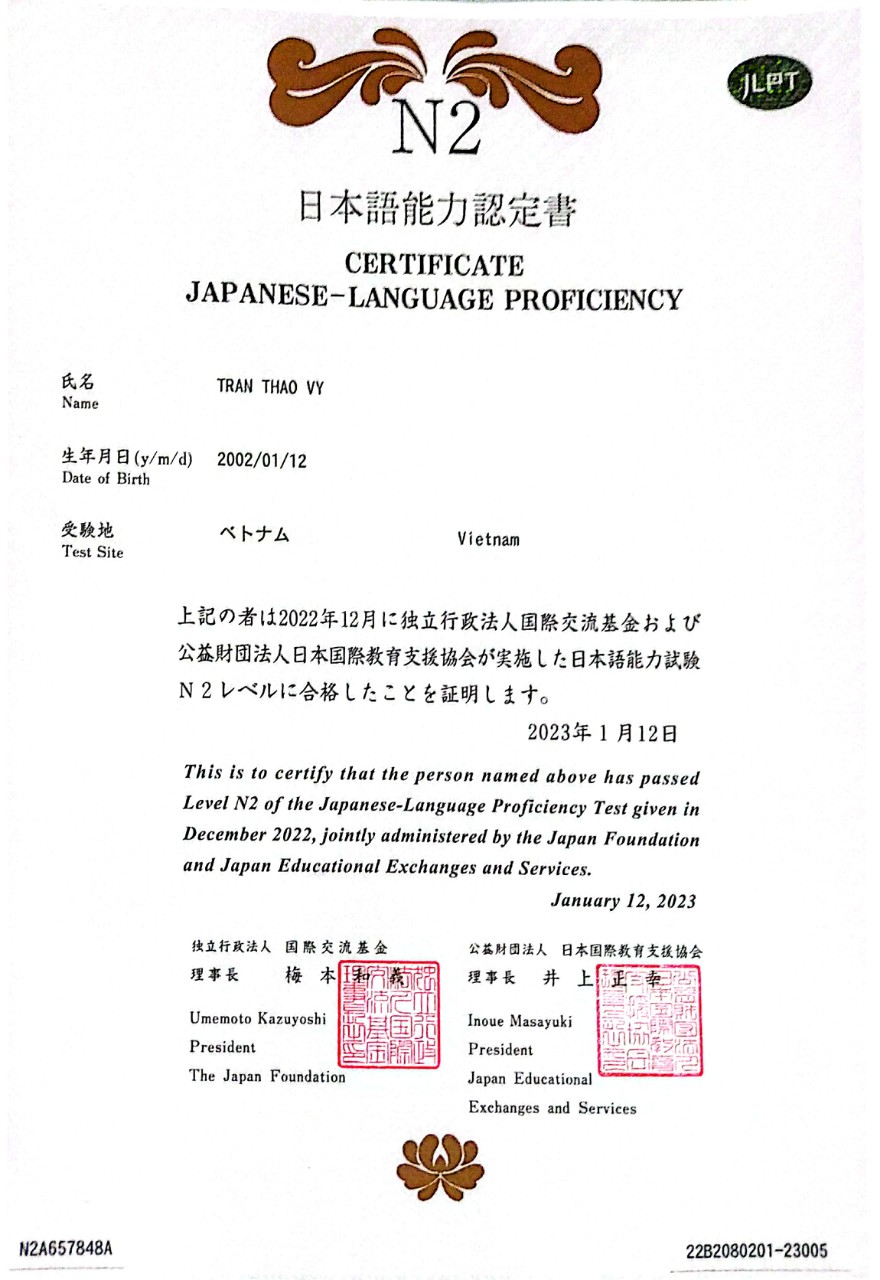 JLPT
N2
日本語能力認定書
CERTIFICATE
JAPANESE-LANGUAGE PROFICIENCY
氏名 TRAN THAO VY
Name
生年月日(y/m/d) 2002/01/12
Date of Birth
受験地 ベトナム Vietnam
Test Site
上記の者は2022年12月に独立行政法人国際交流基金および
公益財団法人日本国際教育支援協会が実施した日本語能力試験
N2レベルに合格したことを証明します。
2023年1月12日
This is to certify that the person named above has passed
Level N2 of the Japanese-Language Proficiency Test given in
December 2022, jointly administered by the Japan Foundation
and Japan Educational Exchanges and Services.
January 12, 2023
独立行政法人 国際交流基金
理事長 梅本和義
Umemoto Kazuyoshi
President
The Japan Foundation
公益財団法人 日本国際教育支援協会
理事長 井上正幸
Inoue Masayuki
President
Japan Educational
Exchanges and Services
N2A657848A
22B2080201-23005